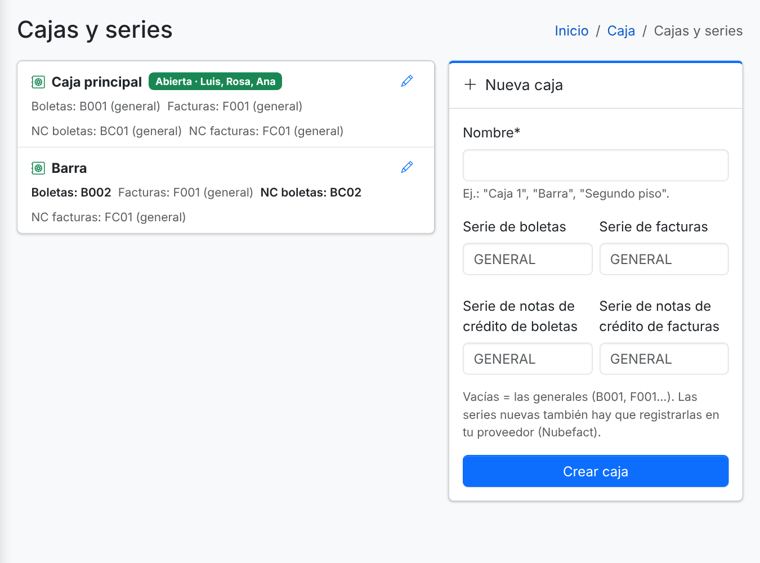 Cajas y series
Inicio / Caja / Cajas y series
Caja principal Abierta · Luis, Rosa, Ana
Boletas: B001 (general) Facturas: F001 (general)
NC boletas: BC01 (general) NC facturas: FC01 (general)
Barra
Boletas: B002 Facturas: F001 (general) NC boletas: BC02
NC facturas: FC01 (general)
Nueva caja
Nombre*
Ej.: "Caja 1", "Barra", "Segundo piso".
Serie de boletas
GENERAL
Serie de facturas
GENERAL
Serie de notas de
crédito de boletas
GENERAL
Serie de notas de
crédito de facturas
GENERAL
Vacías = las generales (B001, F001...). Las
series nuevas también hay que registrarlas en
tu proveedor (Nubefact).
Crear caja